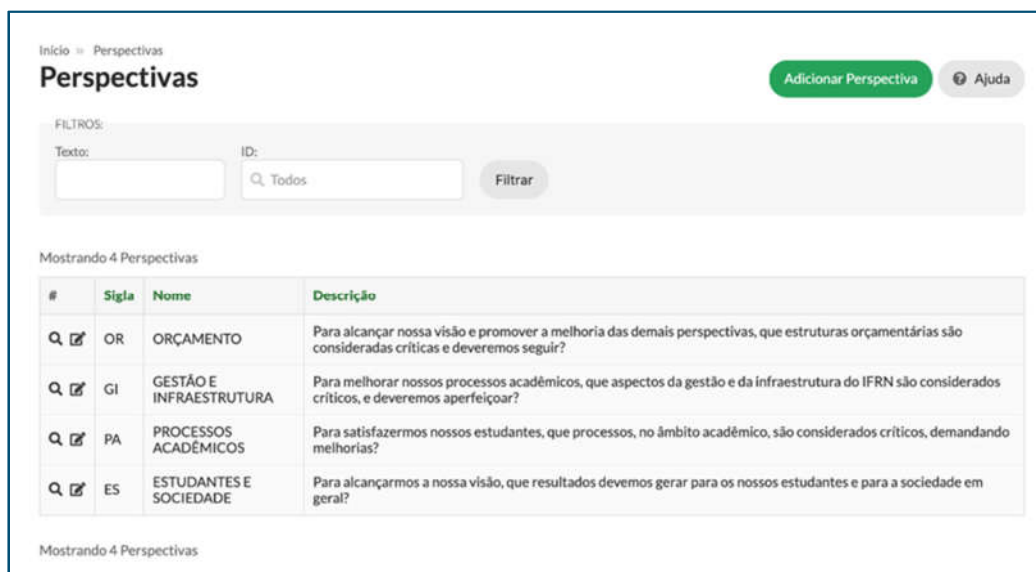 Início » Perspectivas
Perspectivas
Adicionar Perspectiva
Ajuda
FILTROS:
Texto:
ID:
Todos
Filtrar
Mostrando 4 Perspectivas
# Sigla Nome Descrição
OR ORÇAMENTO Para alcançar nossa visão e promover a melhoria das demais perspectivas, que estruturas orçamentárias são
consideradas críticas e deveremos seguir?
GI GESTÃO E
INFRAESTRUTURA
Para melhorar nossos processos acadêmicos, que aspectos da gestão e da infraestrutura do IFRN são considerados
críticos, e deveremos aperfeiçoar?
PA PROCESSOS
ACADÊMICOS
Para satisfazermos nossos estudantes, que processos, no âmbito acadêmico, são considerados críticos, demandando
melhorias?
ES ESTUDANTES E
SOCIEDADE
Para alcançarmos a nossa visão, que resultados devemos gerar para os nossos estudantes e para a sociedade em
geral?
Mostrando 4 Perspectivas